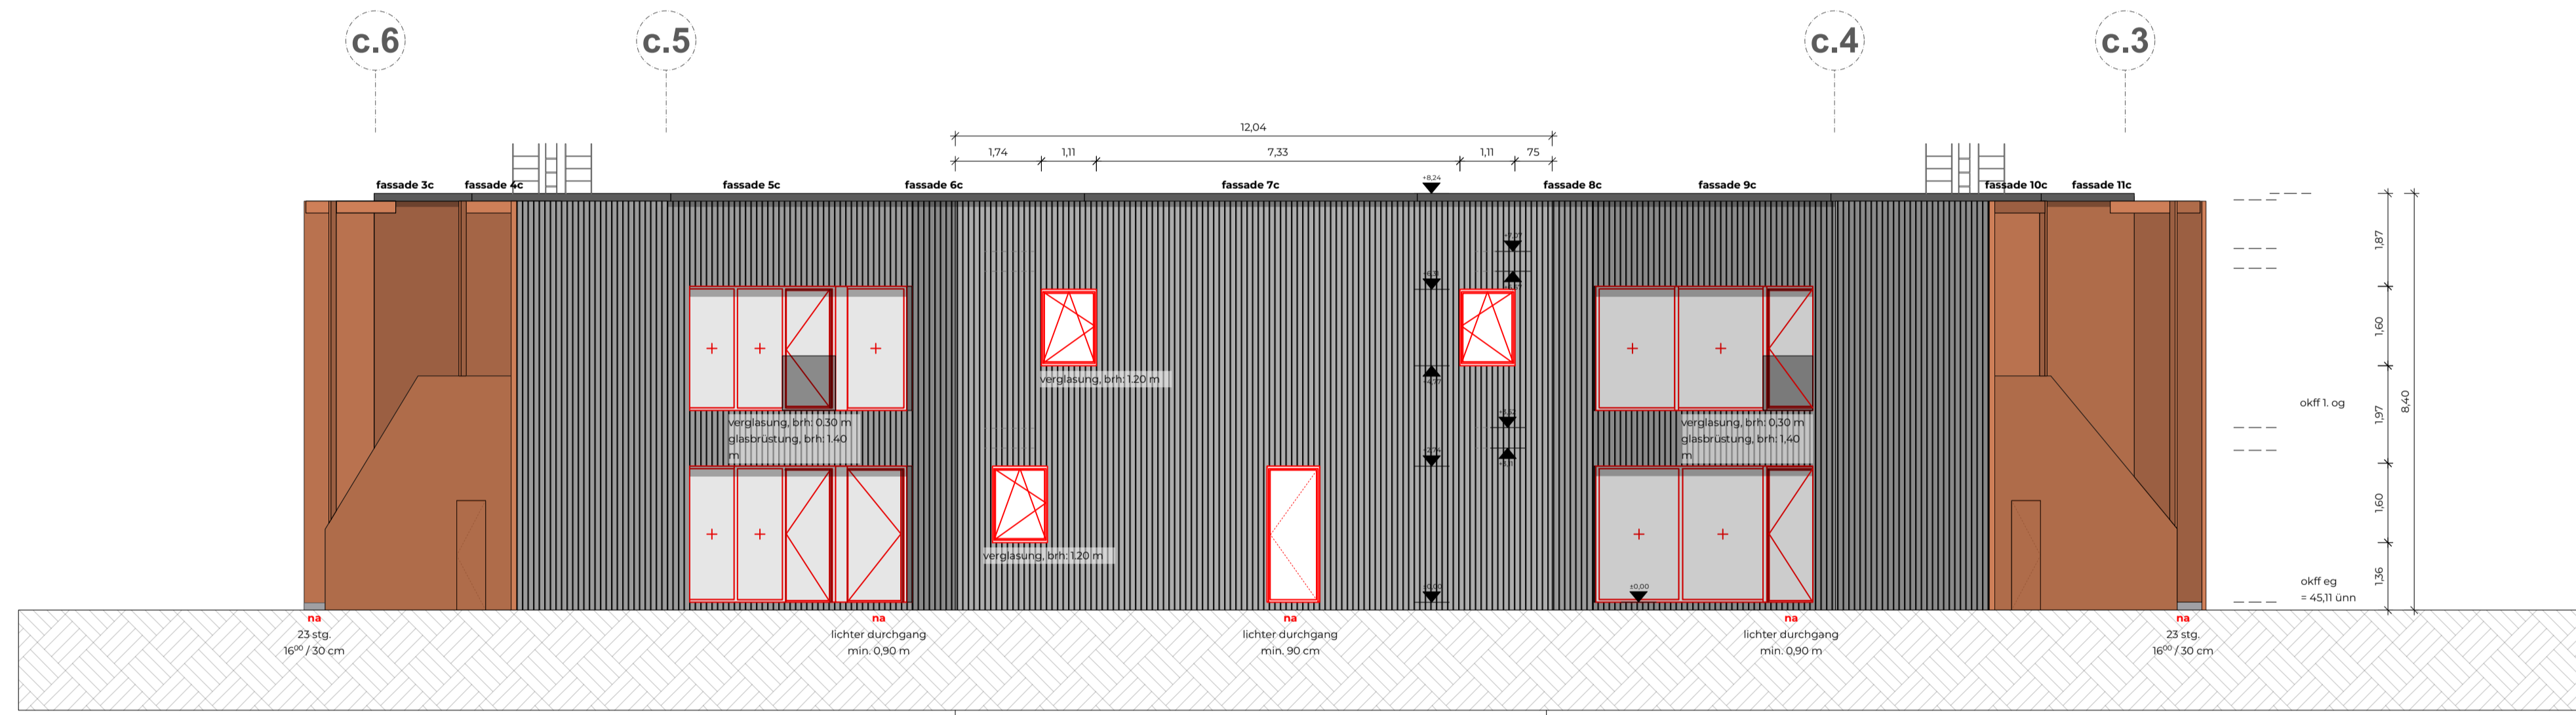 c.6
c.5
c.4
c.3
12,04
1,74
1,11
7,33
1,11
75
fassade 3c
fassade 4c
fassade 5c
fassade 6c
fassade 7c
+8,24
fassade 8c
fassade 9c
fassade 10c
fassade 11c
1,87
1,60
1,97
1,60
1,36
8,40
verglasung, brh: 1.20 m
verglasung, brh: 0.30 m
glasbrüstung, brh: 1.40
m
verglasung, brh: 0,30 m
glasbrüstung, brh: 1,40
m
okff 1. og
verglasung, brh: 1.20 m
±0,00
±0,00
okff eg
= 45,11 ünn
na
23 stg.
16⁰⁰ / 30 cm
na
lichter durchgang
min. 0,90 m
na
lichter durchgang
min. 90 cm
na
lichter durchgang
min. 0,90 m
na
23 stg.
16⁰⁰ / 30 cm